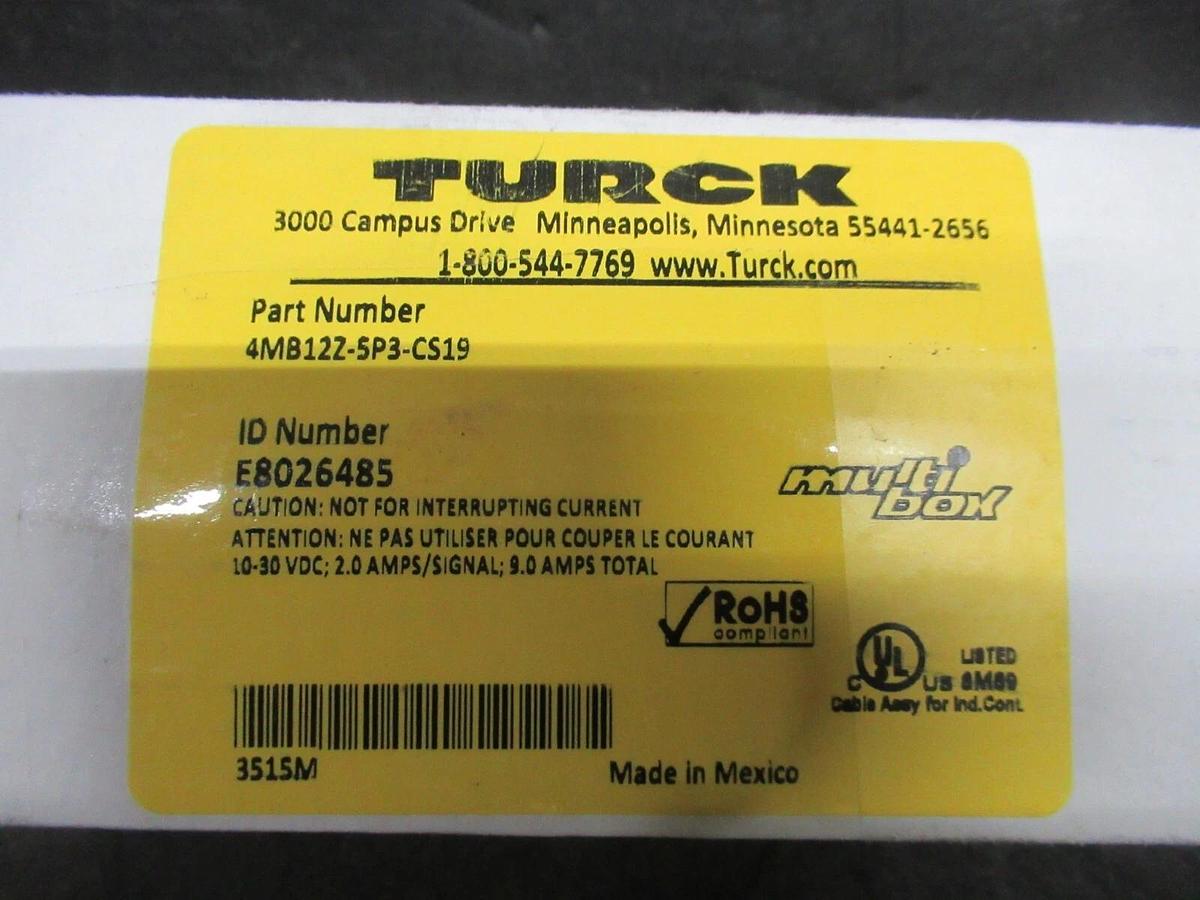 TURCK
3000 Campus Drive Minneapolis, Minnesota 55441-2656
1-800-544-7769 www.Turck.com
Part Number
4MB12Z-5P3-CS19
ID Number
E8026485
CAUTION: NOT FOR INTERRUPTING CURRENT
ATTENTION: NE PAS UTILISER POUR COUPER LE COURANT
10-30 VDC; 2.0 AMPS/SIGNAL; 9.0 AMPS TOTAL
multi
box
RoHS
compliant
UL LISTED
C US
Cable Assy for Ind.Cont.
3515M
Made in Mexico